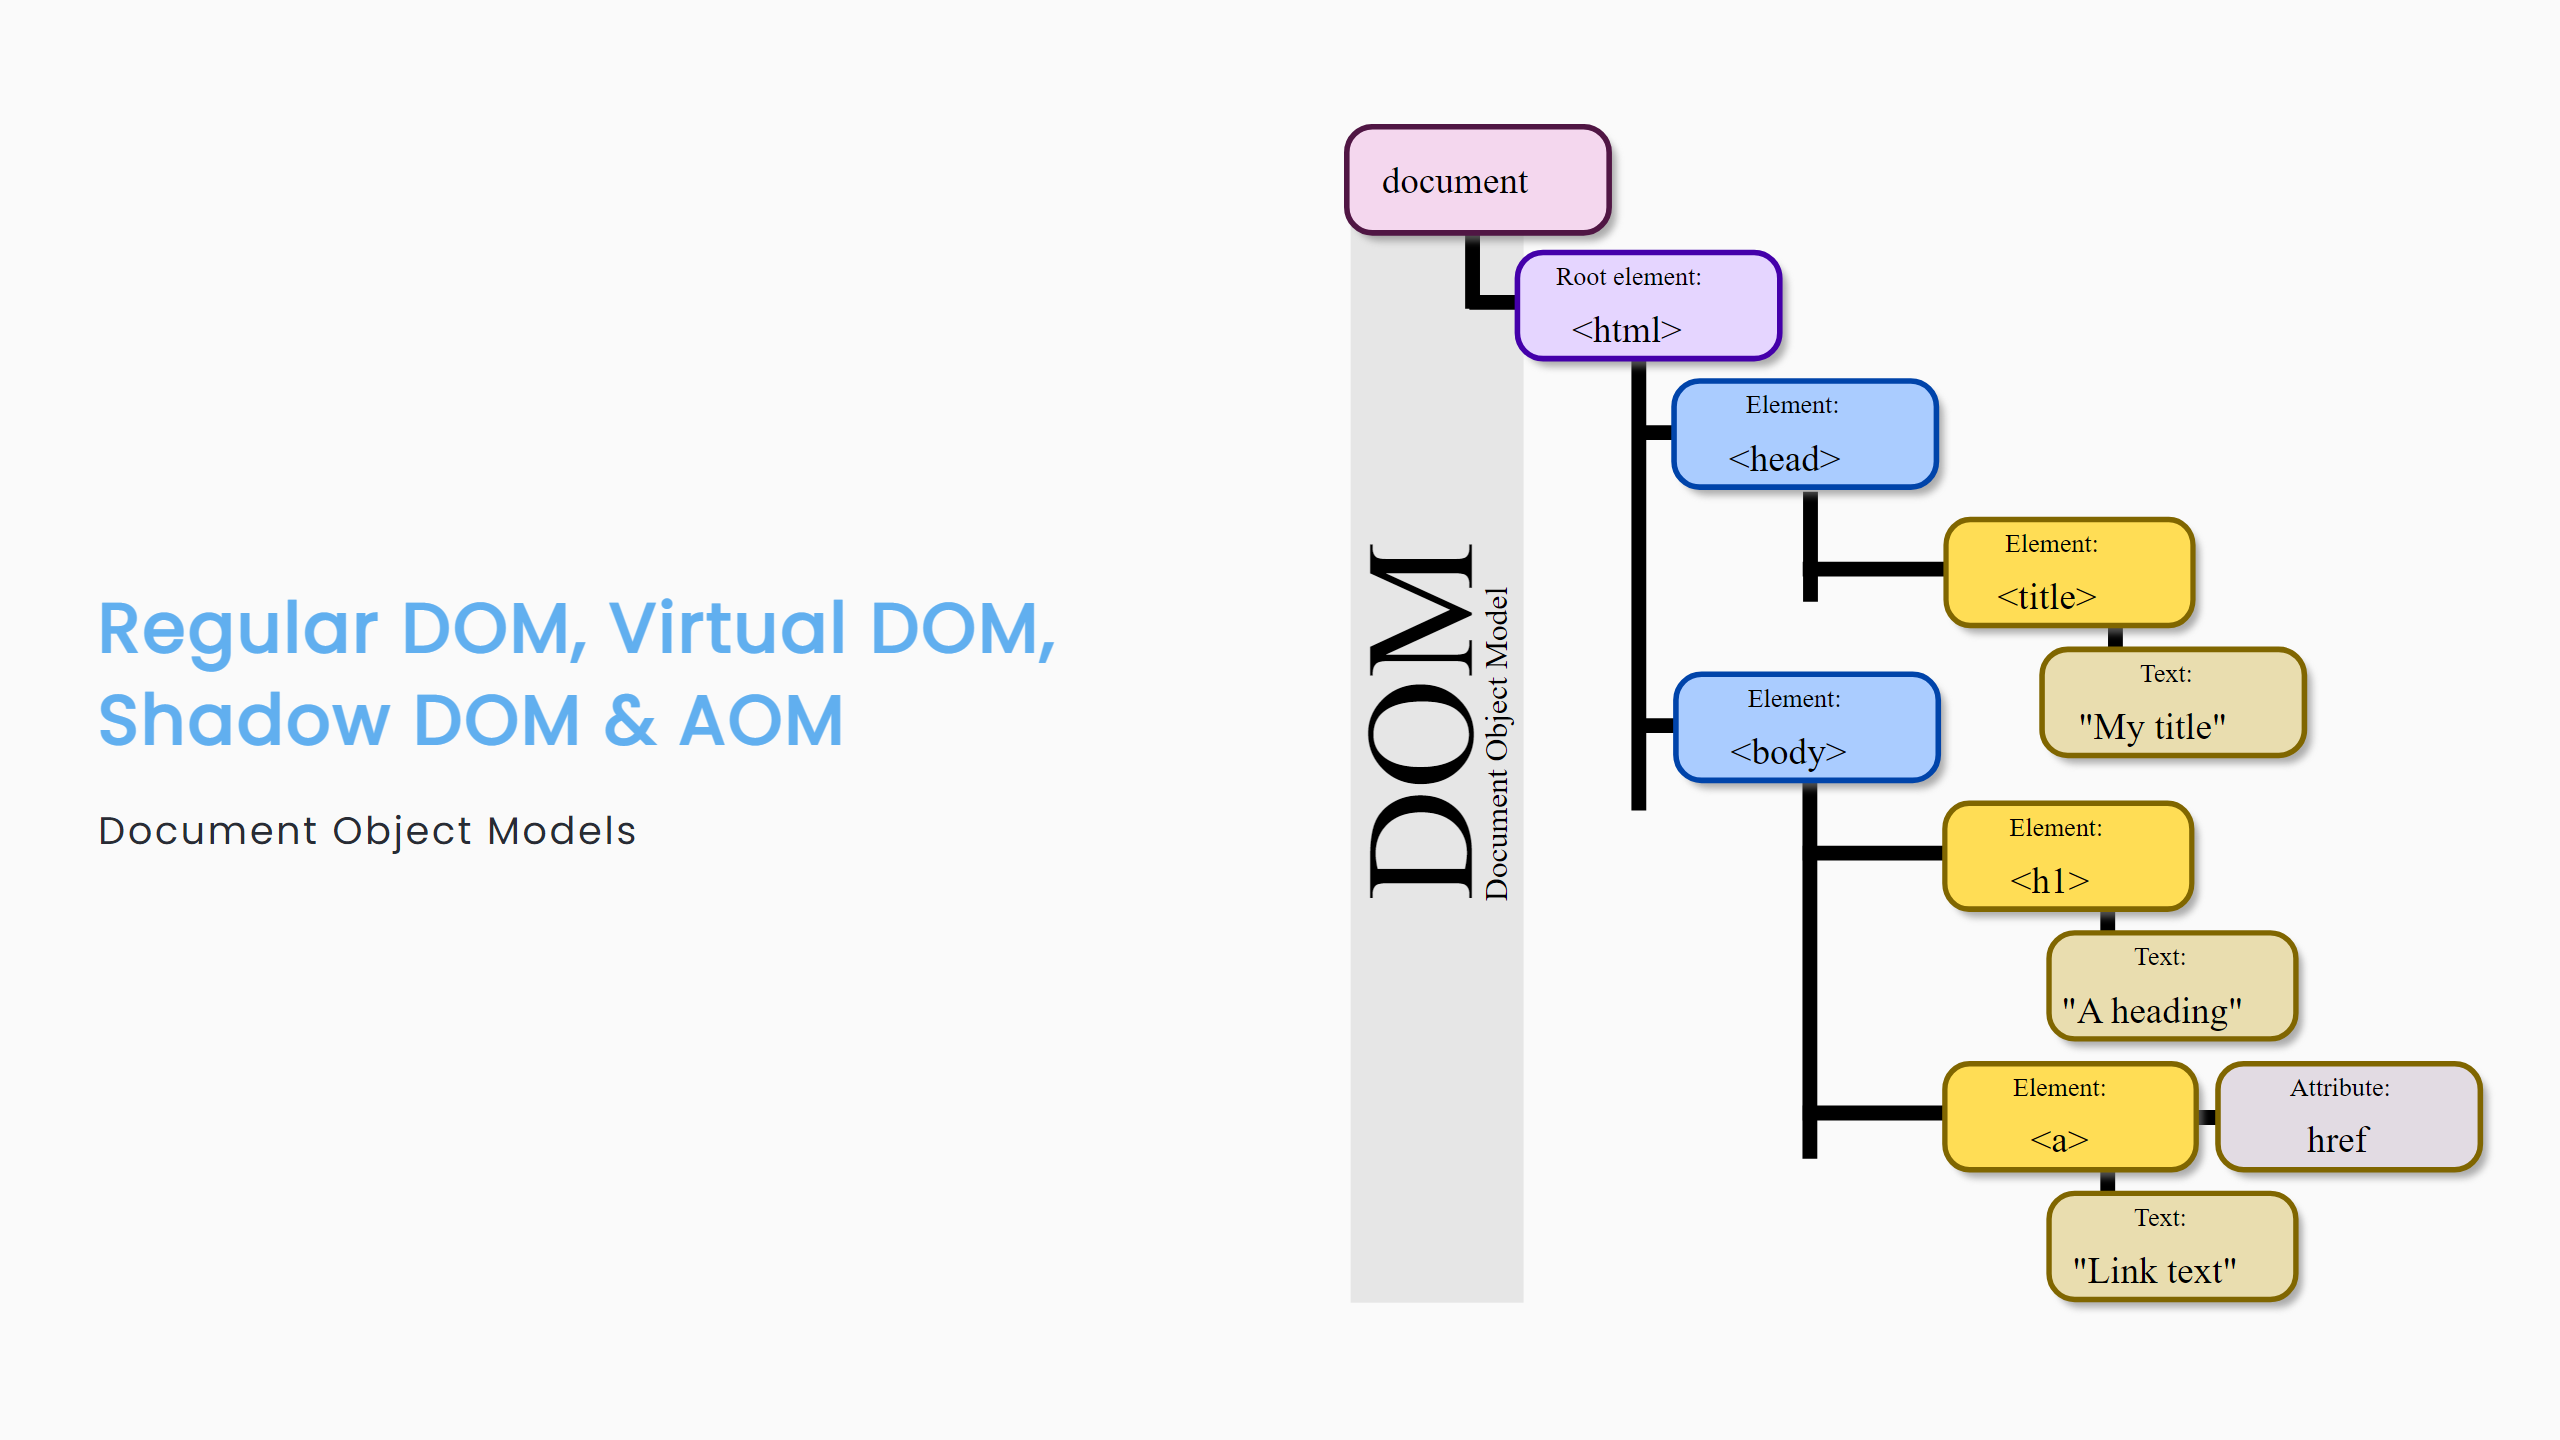 Regular DOM, Virtual DOM,
Shadow DOM & AOM
Document Object Models
DOM
Document Object Model
document
Root element:
<html>
Element:
<head>
Element:
<title>
Text:
"My title"
Element:
<body>
Element:
<h1>
Text:
"A heading"
Element:
<a>
Attribute:
href
Text:
"Link text"